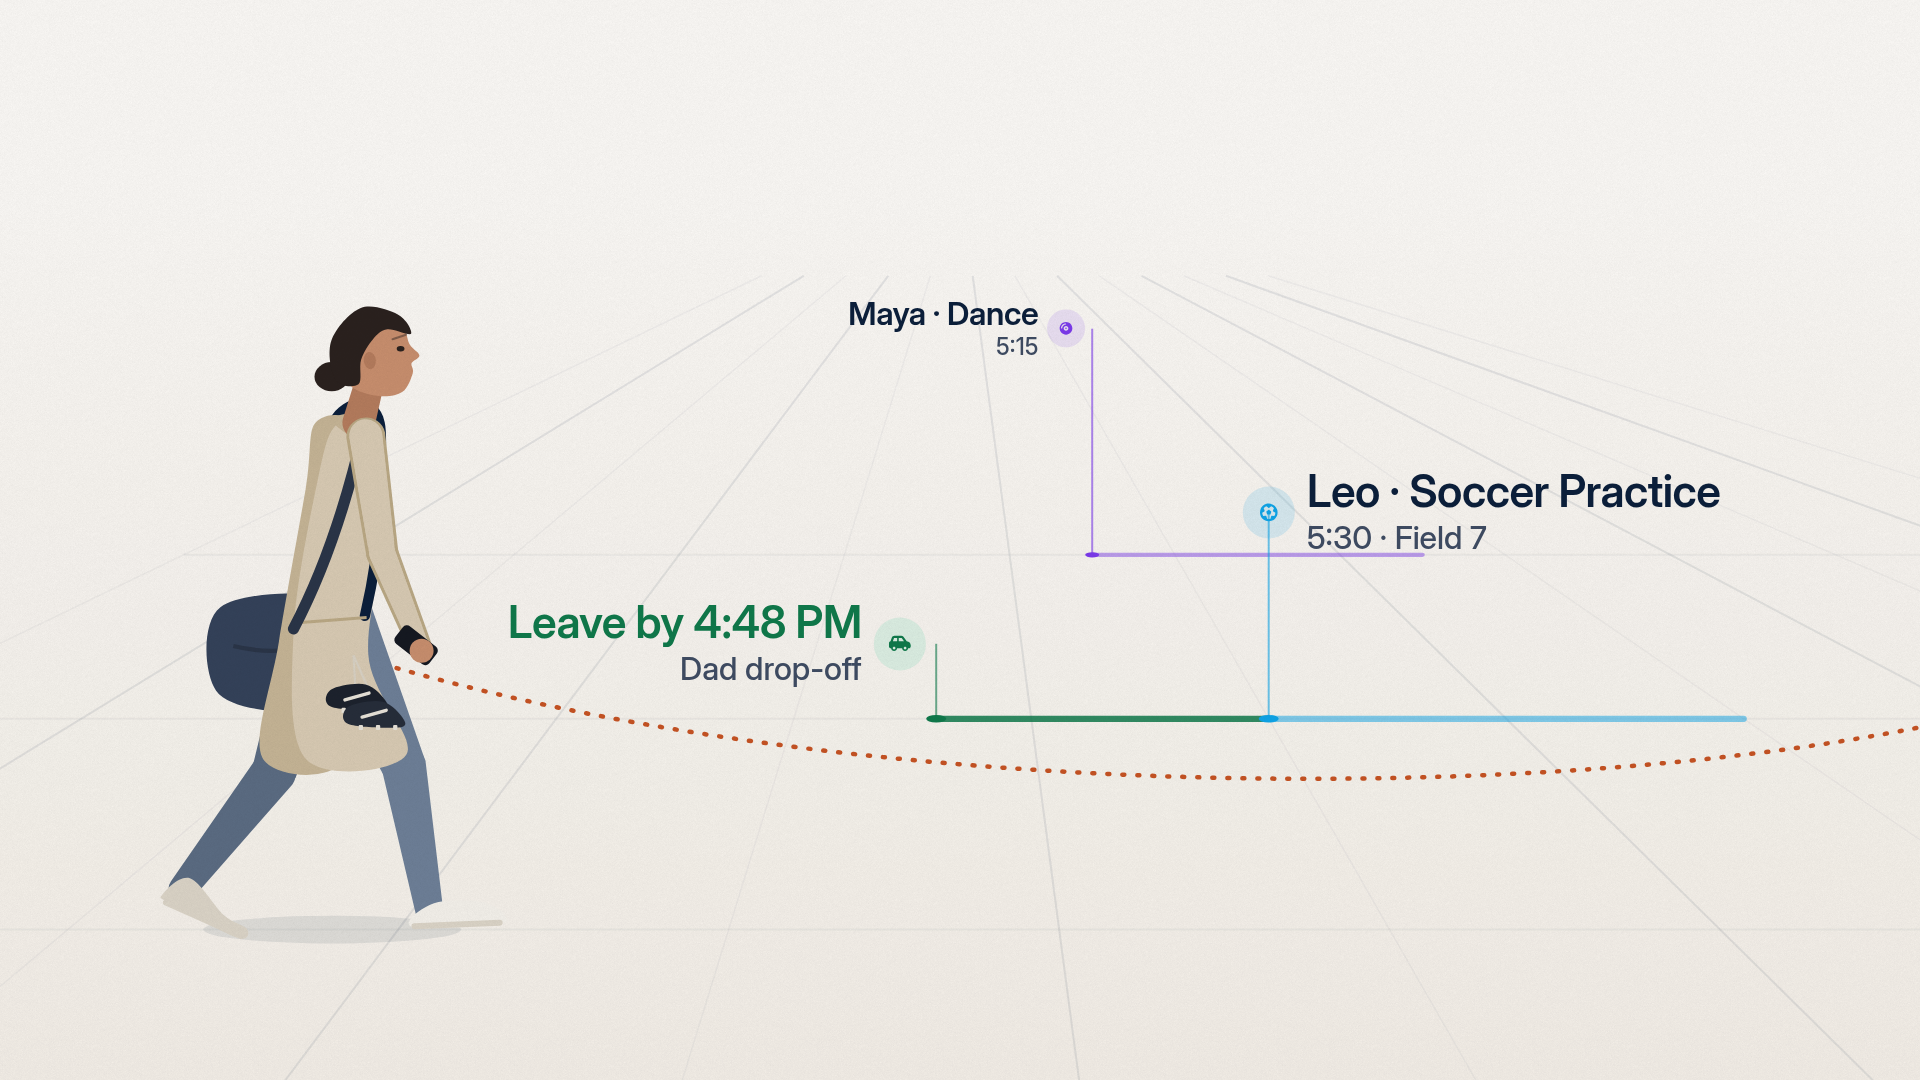 Maya · Dance
5:15
Leo · Soccer Practice
5:30 · Field 7
Leave by 4:48 PM
Dad drop-off